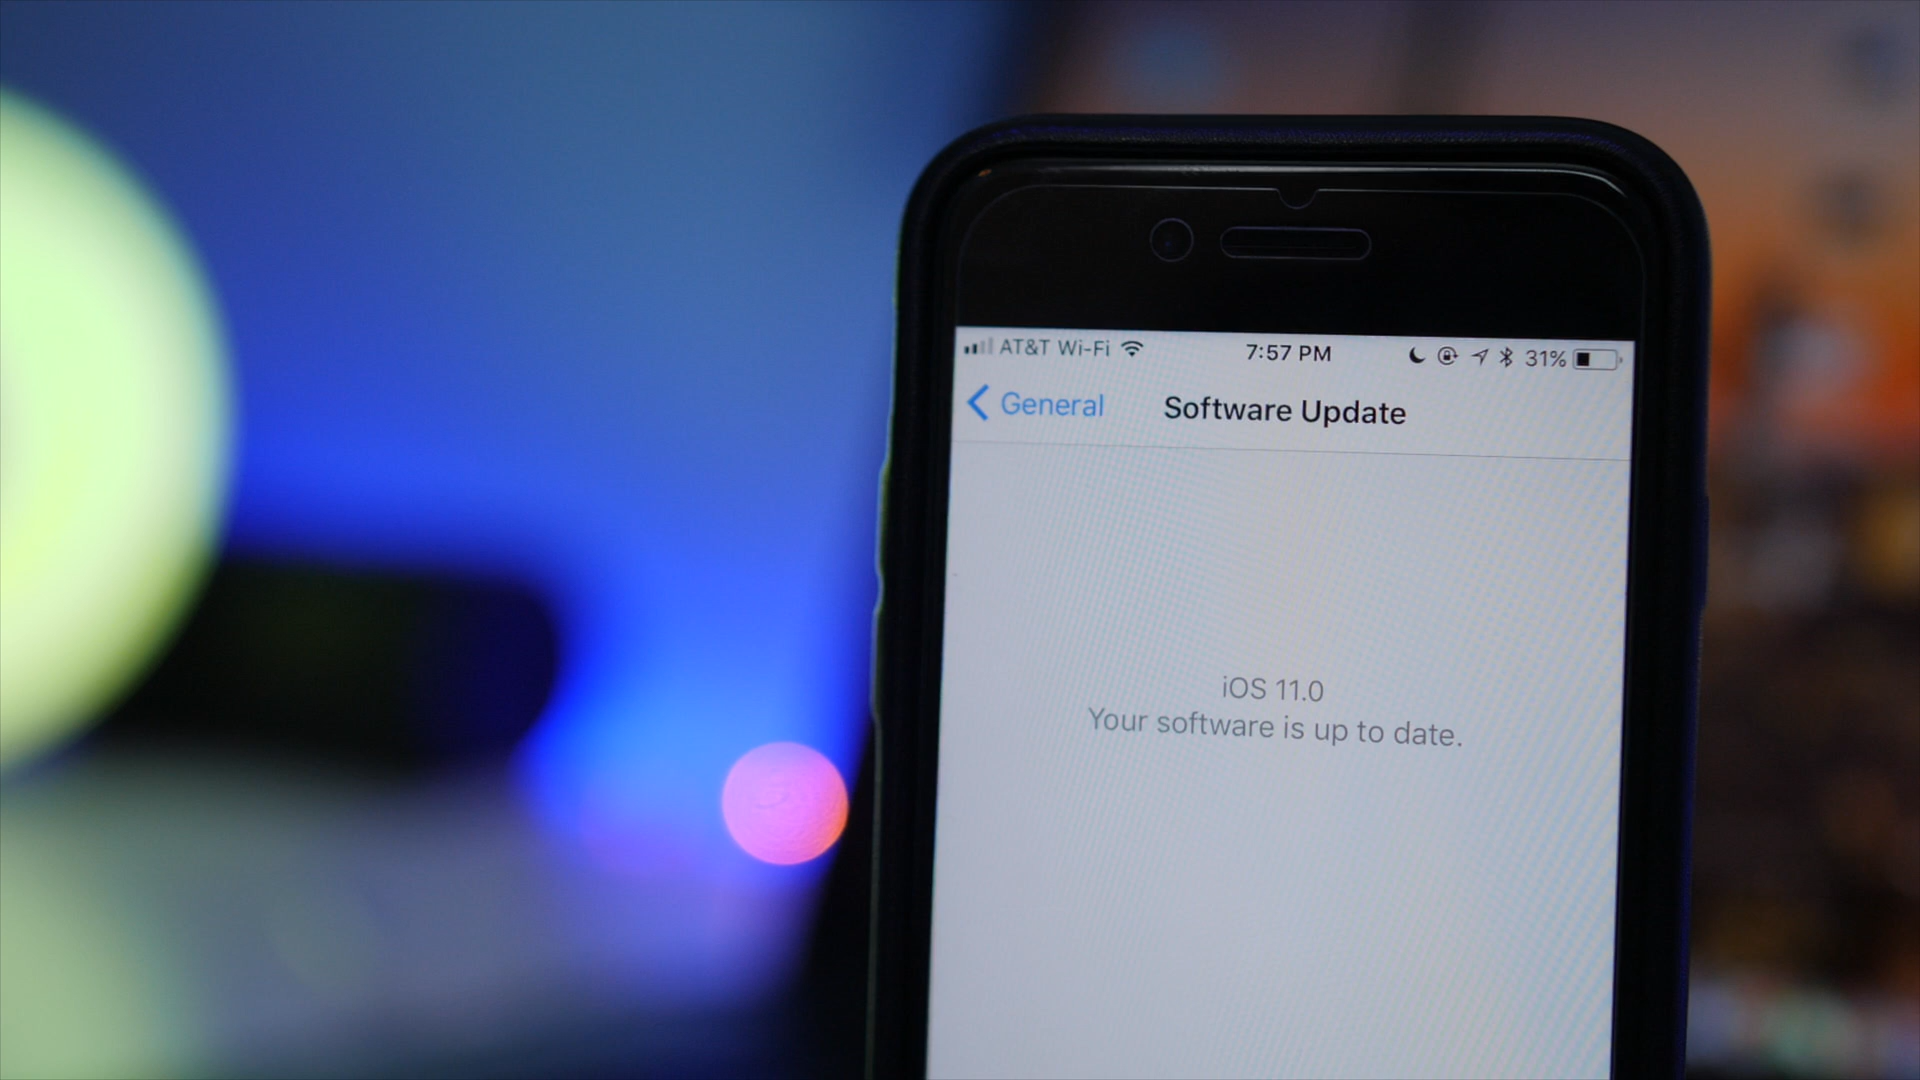 AT&T Wi-Fi 7:57 PM 31%
General Software Update
iOS 11.0
Your software is up to date.